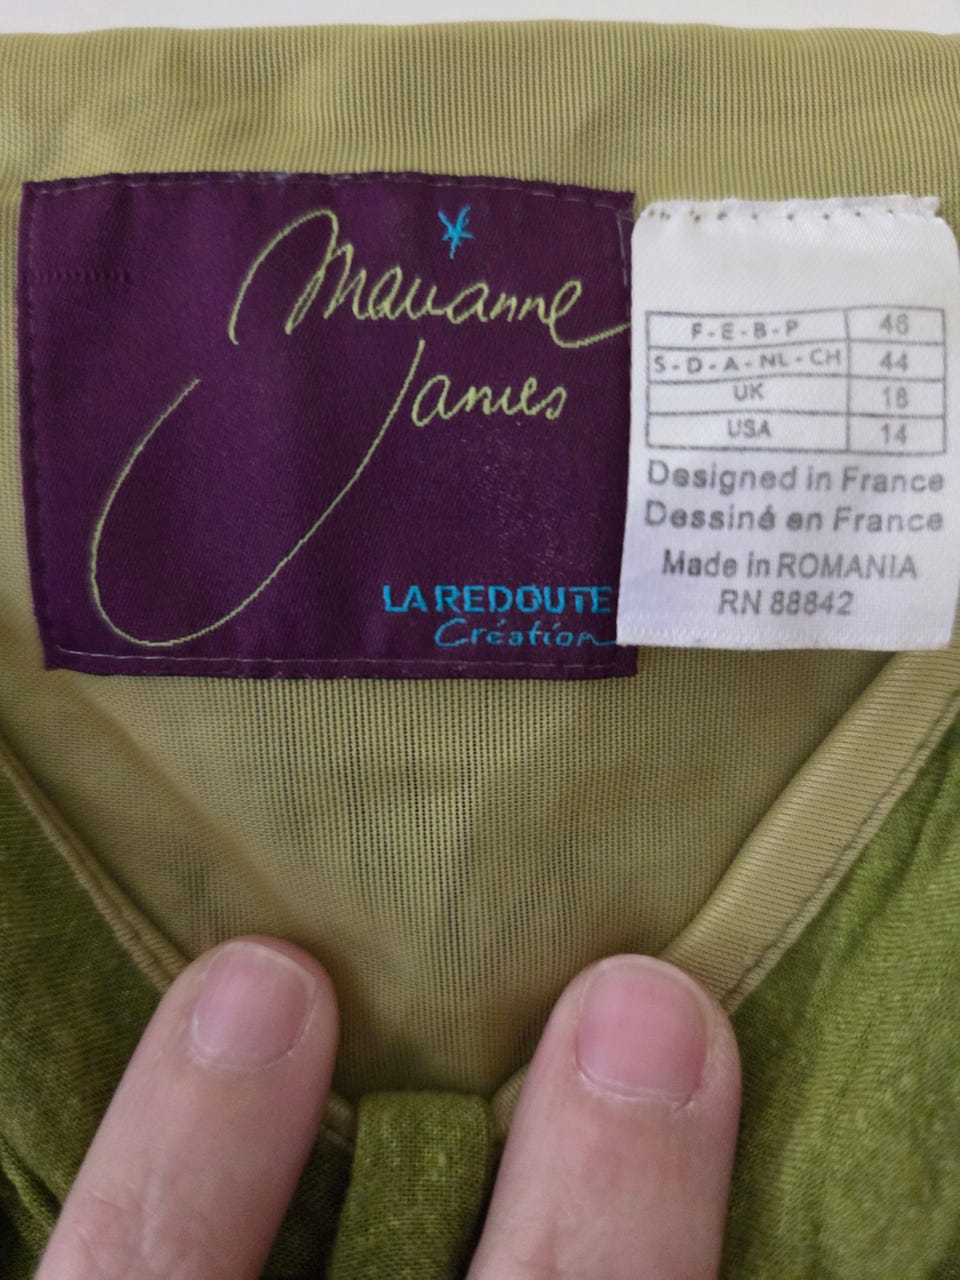 Marianne
James
LA REDOUTE
Création
F - E - B - P 46
S - D - A - NL - CH 44
UK 18
USA 14
Designed in France
Dessiné en France
Made in ROMANIA
RN 88842